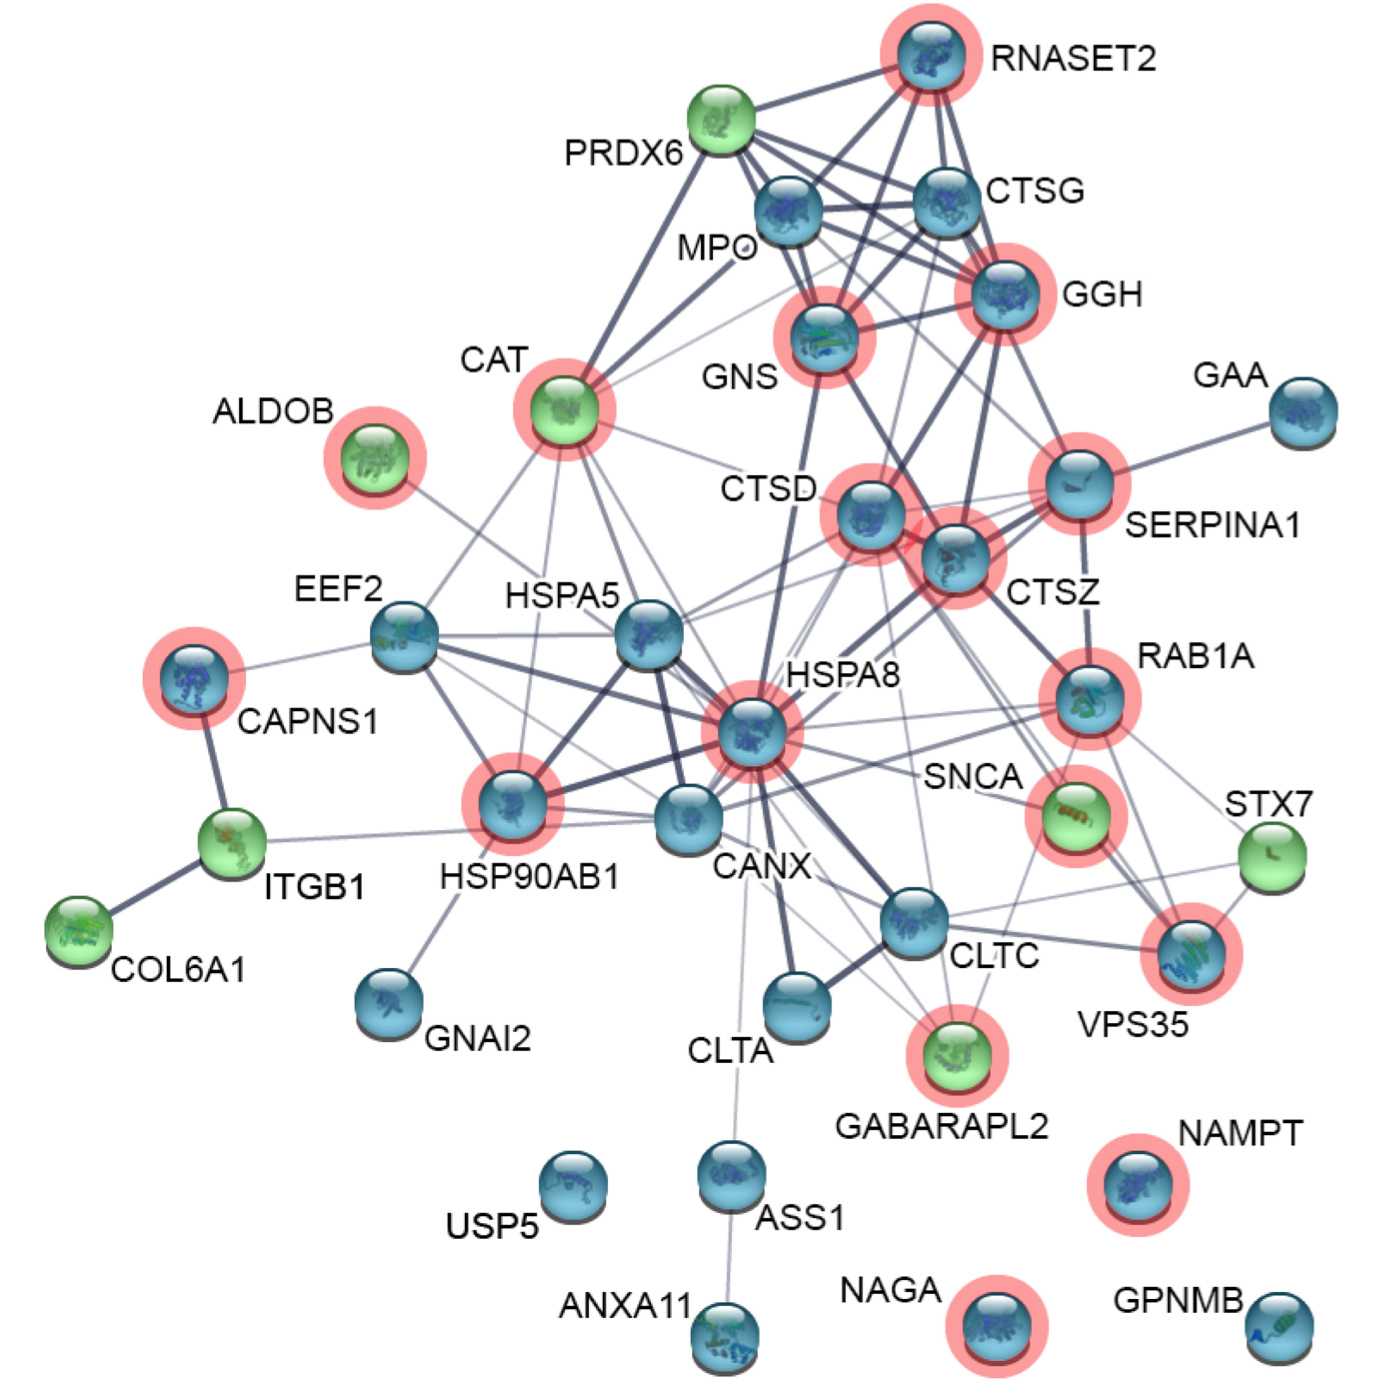 RNASET2
PRDX6
CTSG
MPO
GGH
CAT
GNS
GAA
ALDOB
CTSD
SERPINA1
EEF2
HSPA5
CTSZ
RAB1A
HSPA8
CAPNS1
SNCA
STX7
CANX
HSP90AB1
ITGB1
CLTC
COL6A1
VPS35
GNAI2
CLTA
GABARAPL2
NAMPT
ASS1
USP5
NAGA
GPNMB
ANXA11